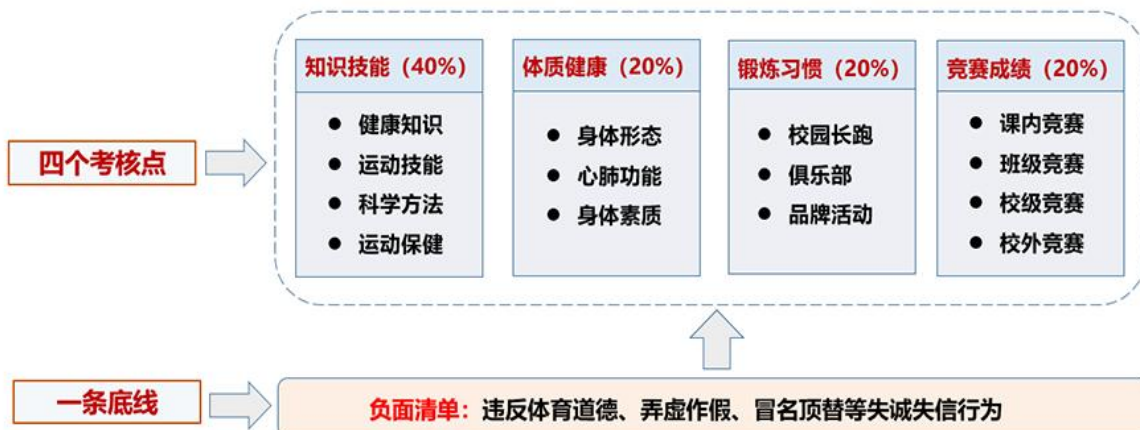 四个考核点
知识技能（40%）
● 健康知识
● 运动技能
● 科学方法
● 运动保健
体质健康（20%）
● 身体形态
● 心肺功能
● 身体素质
锻炼习惯（20%）
● 校园长跑
● 俱乐部
● 品牌活动
竞赛成绩（20%）
● 课内竞赛
● 班级竞赛
● 校级竞赛
● 校外竞赛
一条底线
负面清单：违反体育道德、弄虚作假、冒名顶替等失诚失信行为